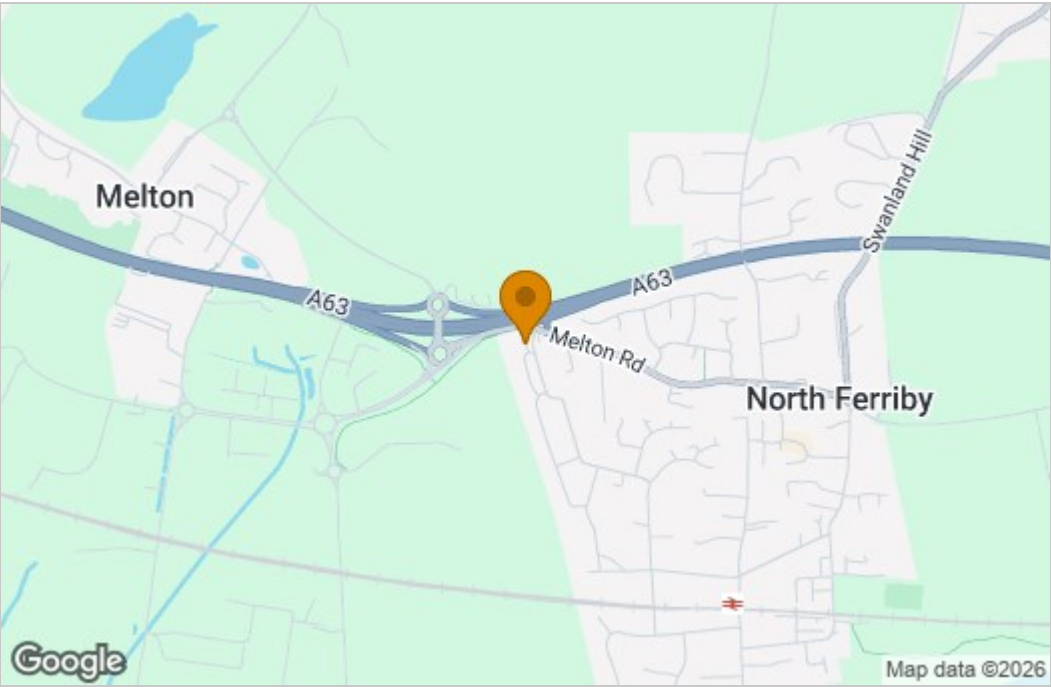 Swanland Hill
Melton
A63
A63
Melton Rd
North Ferriby
Google
Map data ©2026